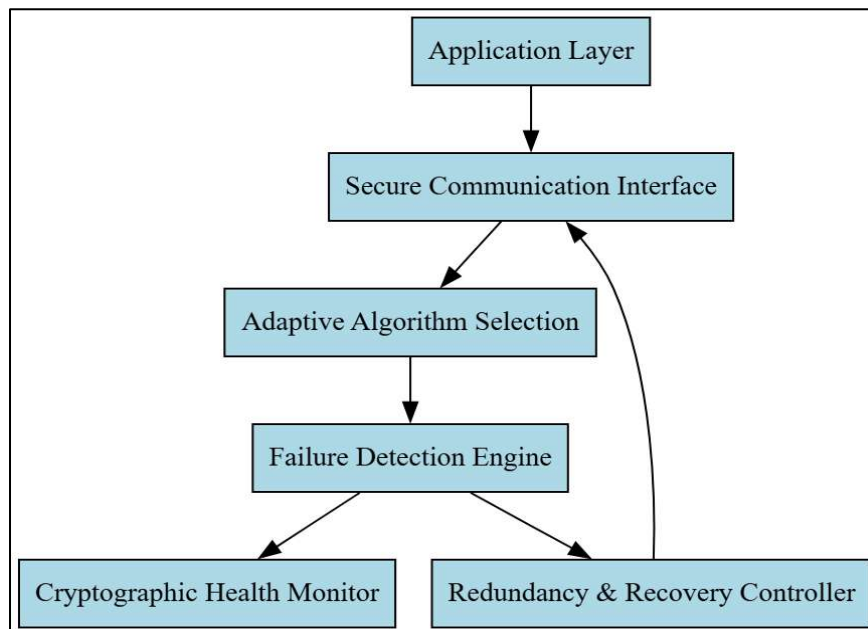 Application Layer
Secure Communication Interface
Adaptive Algorithm Selection
Failure Detection Engine
Cryptographic Health Monitor
Redundancy & Recovery Controller